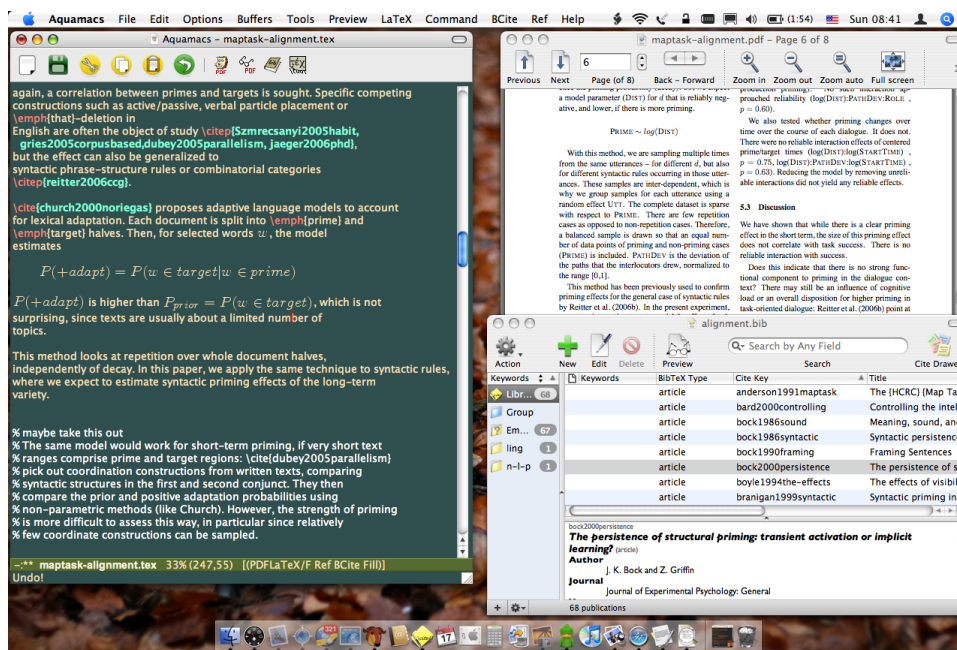 Aquamacs File Edit Options Buffers Tools Preview LaTeX Command BCite Ref Help (1:54) Sun 08:41
Aquamacs – maptask-alignment.tex
again, a correlation between primes and targets is sought. Specific competing
constructions such as active/passive, verbal particle placement or
\emph{that}-deletion in
English are often the object of study \citep{Szmrecsanyi2005habit,
gries2005corpusbased,dubey2005parallelism, jaeger2006phd},
but the effect can also be generalized to
syntactic phrase-structure rules or combinatorial categories
\citep{reitter2006ccg}.
\cite{church2000noriegas} proposes adaptive language models to account
for lexical adaptation. Each document is split into \emph{prime} and
\emph{target} halves. Then, for selected words w, the model
estimates
P(+adapt) = P(w ∈ target|w ∈ prime)
P(+adapt) is higher than P_prior = P(w ∈ target), which is not
surprising, since texts are usually about a limited number of
topics.
This method looks at repetition over whole document halves,
independently of decay. In this paper, we apply the same technique to syntactic rules,
where we expect to estimate syntactic priming effects of the long-term
variety.
% maybe take this out
% The same model would work for short-term priming, if very short text
% ranges comprise prime and target regions: \cite{dubey2005parallelism}
% pick out coordination constructions from written texts, comparing
% syntactic structures in the first and second conjunct. They then
% compare the prior and positive adaptation probabilities using
% non-parametric methods (like Church). However, the strength of priming
% is more difficult to assess this way, in particular since relatively
% few coordinate constructions can be sampled.
-:** maptask-alignment.tex 33% (247,55) [(PDFLaTeX/F Ref BCite Fill)]
Undo!
maptask-alignment.pdf – Page 6 of 8
6
Previous Next Page (of 8) Back – Forward Zoom in Zoom out Zoom auto Full screen
a model parameter (DIST) for d that is reliably neg-
ative, and lower, if there is more priming.
PRIME ~ log(DIST)
With this method, we are sampling multiple times
from the same utterances – for different d, but also
for different syntactic rules occurring in those utter-
ances. These samples are inter-dependent, which is
why we group samples for each utterance using a
random effect UTT. The complete dataset is sparse
with respect to PRIME. There are few repetition
cases as opposed to non-repetition cases. Therefore,
a balanced sample is drawn so that an equal num-
ber of data points of priming and non-priming cases
(PRIME) is included. PATHDEV is the deviation of
the paths that the interlocutors drew, normalized to
the range [0,1].
This method has been previously used to confirm
priming effects for the general case of syntactic rules
by Reitter et al. (2006b). In the present experiment,
proached reliability (log(DIST):PATHDEV:ROLE ,
p = 0.60).
We also tested whether priming changes over
time over the course of each dialogue. It does not.
There were no reliable interaction effects of centered
prime/target times (log(DIST):log(STARTTIME) ,
p = 0.75, log(DIST):PATHDEV:log(STARTTIME) ,
p = 0.63). Reducing the model by removing unreli-
able interactions did not yield any reliable effects.
5.3 Discussion
We have shown that while there is a clear priming
effect in the short term, the size of this priming effect
does not correlate with task success. There is no
reliable interaction with success.
Does this indicate that there is no strong func-
tional component to priming in the dialogue con-
text? There may still be an influence of cognitive
load or an overall disposition for higher priming in
task-oriented dialogue: Reitter et al. (2006b) point at
alignment.bib
Search by Any Field
Action New Edit Delete Preview Search Cite Drawe
Keywords Keywords BibTeX Type Cite Key Title
Libr... 68
Group
Em... 67
ling 1
n-l-p 1
article anderson1991maptask The {HCRC} {Map Ta
article bard2000controlling Controlling the intel
article bock1986sound Meaning, sound, an
article bock1986syntactic Syntactic persistenc
article bock1990framing Framing Sentences
article bock2000persistence The persistence of s
article boyle1994the-effects The effects of visibil
article branigan1999syntactic Syntactic priming in
bock2000persistence
The persistence of structural priming: transient activation or implicit
learning? (article)
Author
J. K. Bock and Z. Griffin
Journal
Journal of Experimental Psychology: General
68 publications
17